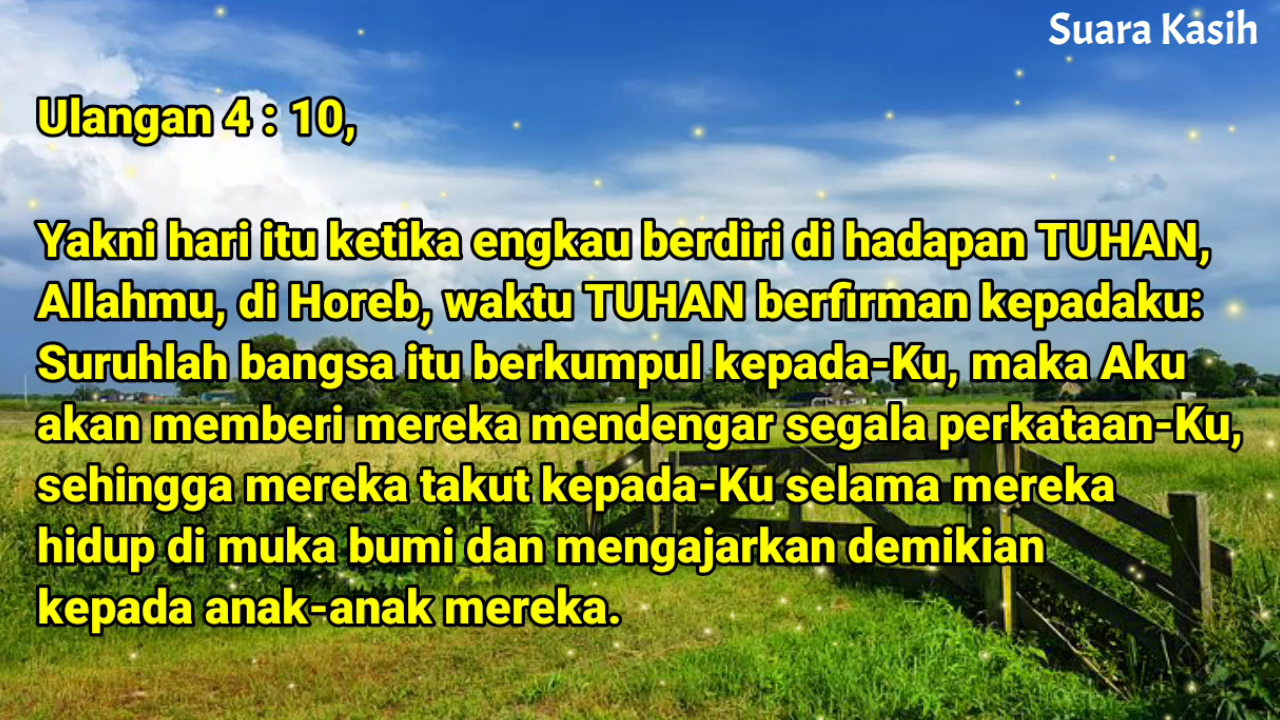 Suara Kasih
Ulangan 4 : 10,
Yakni hari itu ketika engkau berdiri di hadapan TUHAN,
Allahmu, di Horeb, waktu TUHAN berfirman kepadaku:
Suruhlah bangsa itu berkumpul kepada-Ku, maka Aku
akan memberi mereka mendengar segala perkataan-Ku,
sehingga mereka takut kepada-Ku selama mereka
hidup di muka bumi dan mengajarkan demikian
kepada anak-anak mereka.